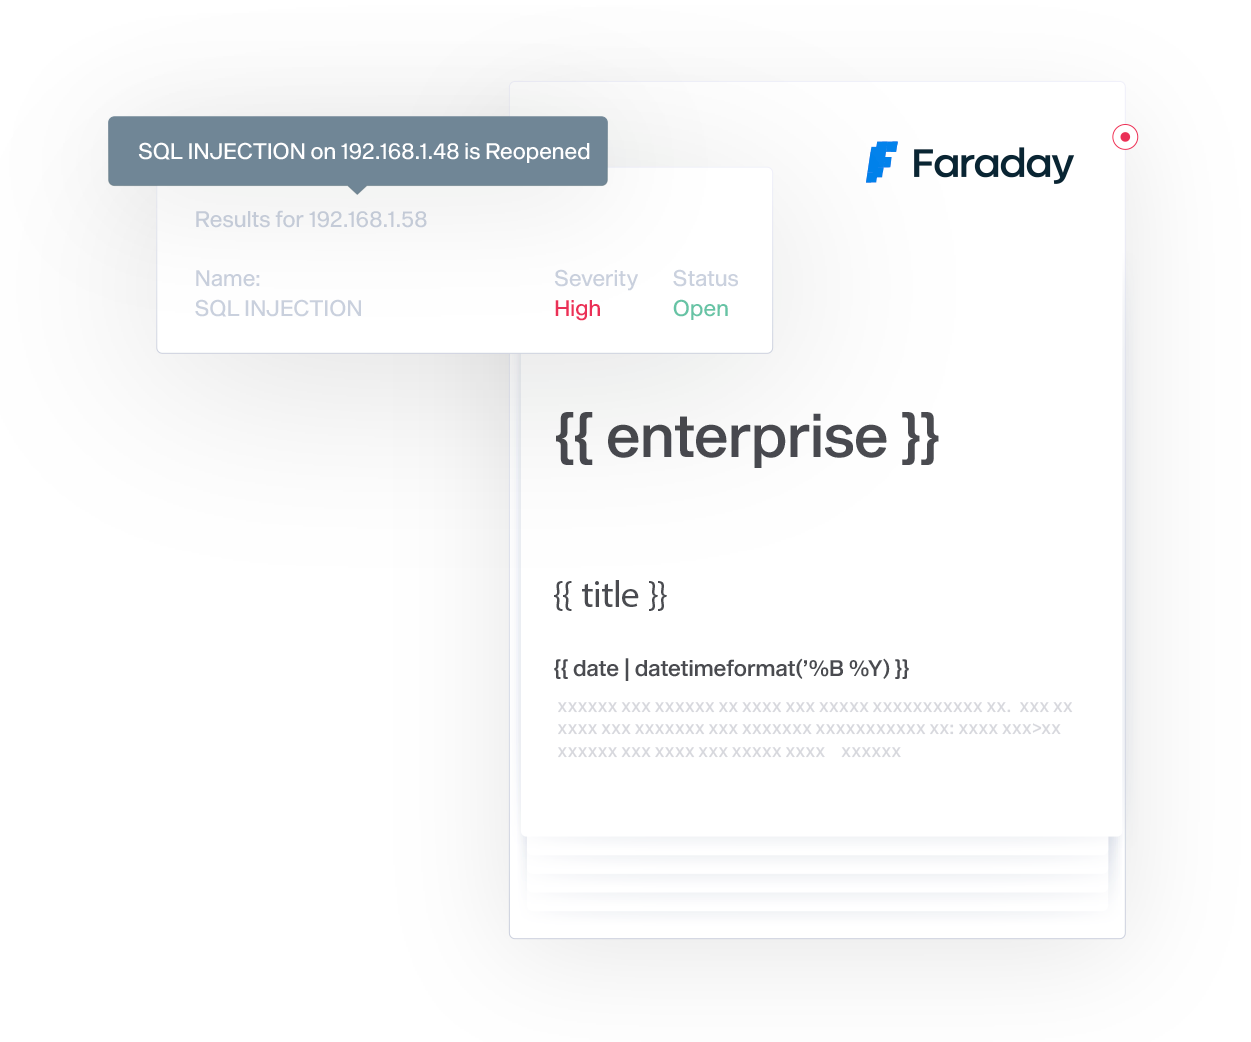 SQL INJECTION on 192.168.1.48 is Reopened
Faraday
Results for 192.168.1.58
Name: Severity Status
SQL INJECTION High Open
{{ enterprise }}
{{ title }}
{{ date | datetimeformat(’%B %Y) }}
xxxxxx xxx xxxxxx xx xxxx xxx xxxxx xxxxxxxxxxx xx. xxx xx
xxxx xxx xxxxxxx xxx xxxxxxx xxxxxxxxxxx xx: xxxx xxx>xx
xxxxxx xxx xxxx xxx xxxxx xxxx xxxxxx